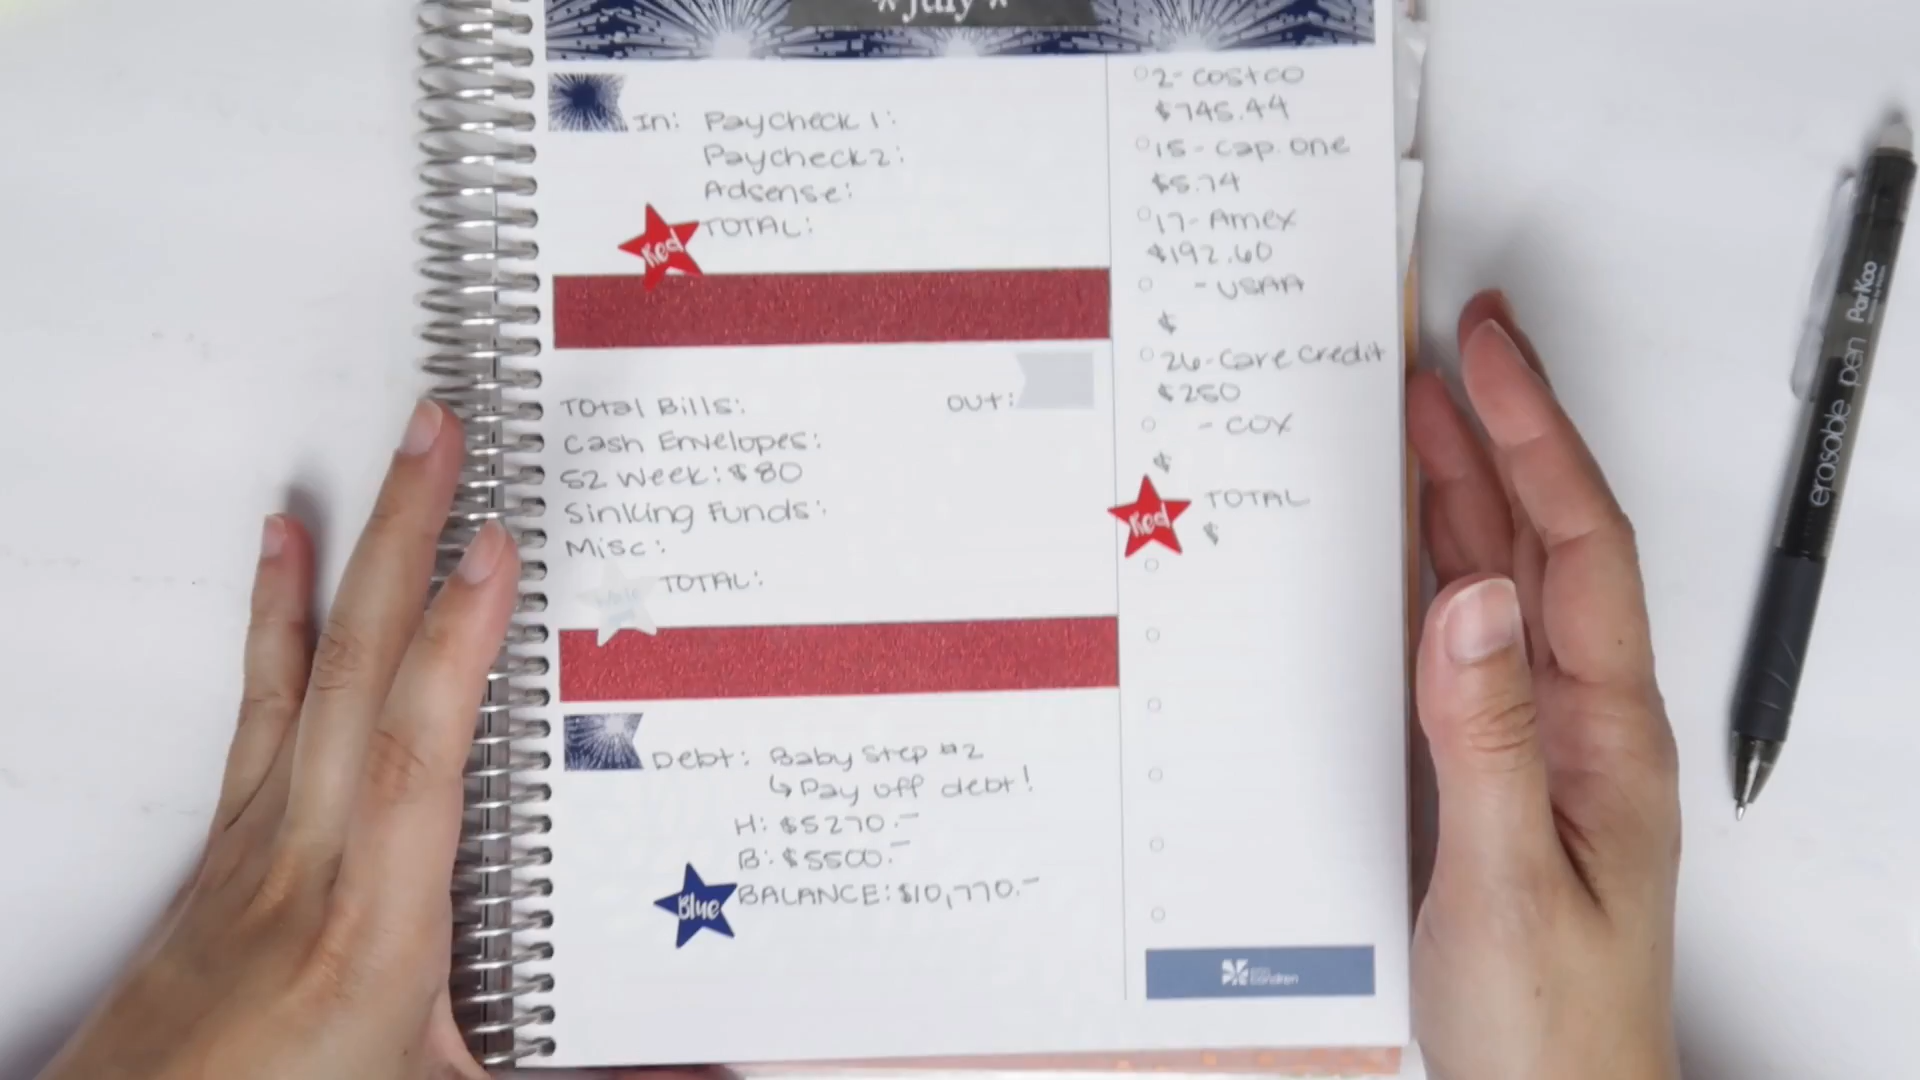 * July *
In: Paycheck 1:
Paycheck 2:
Adsense:
Red TOTAL:
Total Bills:
Out:
Cash Envelopes:
52 Week: $80
Sinking Funds:
Misc:
TOTAL:
Debt: Baby Step #2
↳ Pay off debt!
H: $5270.-
B: $5500.-
Blue BALANCE: $10,770.-
2- Costco
$745.44
15- Cap. One
$5.74
17- Amex
$192.60
- USAA
$
26- Care Credit
$250
- COX
$
Red TOTAL
$
condren
erasable pen ParKoo